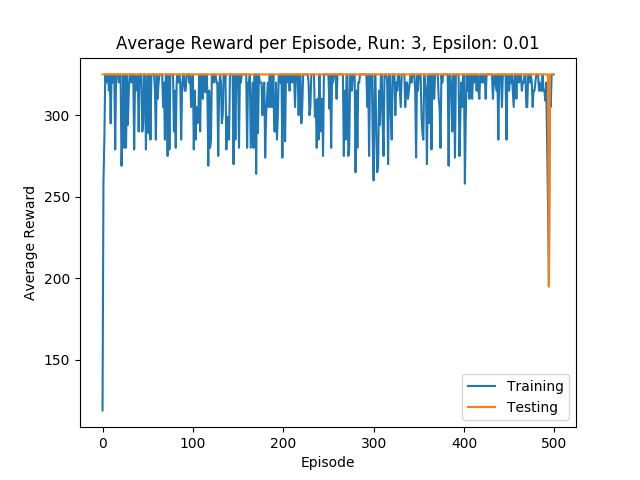 Average Reward per Episode, Run: 3, Epsilon: 0.01
Average Reward
300
250
200
150
0
100
200
300
400
500
Episode
Training
Testing